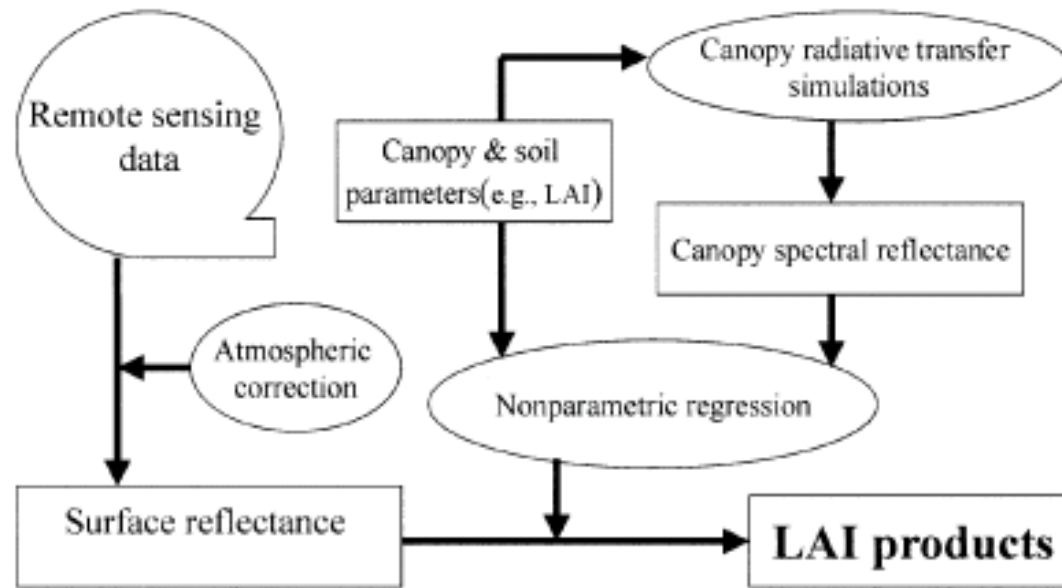 Remote sensing
data
Canopy radiative transfer
simulations
Canopy & soil
parameters(e.g., LAI)
Canopy spectral reflectance
Atmospheric
correction
Nonparametric regression
Surface reflectance
LAI products